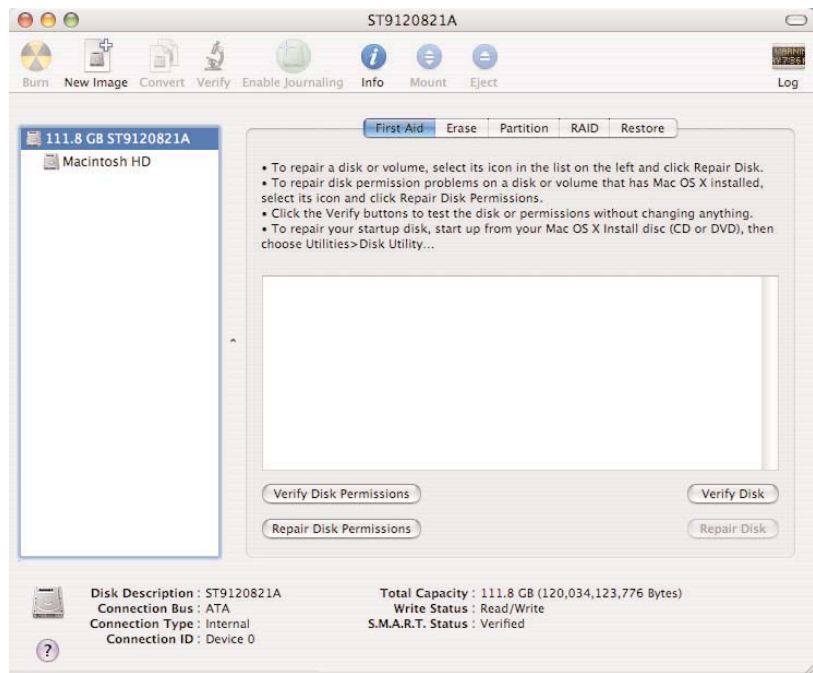 ST9120821A
Burn New Image Convert Verify Enable Journaling Info Mount Eject Log
111.8 GB ST9120821A
Macintosh HD
First Aid Erase Partition RAID Restore
• To repair a disk or volume, select its icon in the list on the left and click Repair Disk.
• To repair disk permission problems on a disk or volume that has Mac OS X installed,
select its icon and click Repair Disk Permissions.
• Click the Verify buttons to test the disk or permissions without changing anything.
• To repair your startup disk, start up from your Mac OS X Install disc (CD or DVD), then
choose Utilities>Disk Utility...
Verify Disk Permissions Verify Disk
Repair Disk Permissions Repair Disk
Disk Description : ST9120821A Total Capacity : 111.8 GB (120,034,123,776 Bytes)
Connection Bus : ATA Write Status : Read/Write
Connection Type : Internal S.M.A.R.T. Status : Verified
Connection ID : Device 0
?